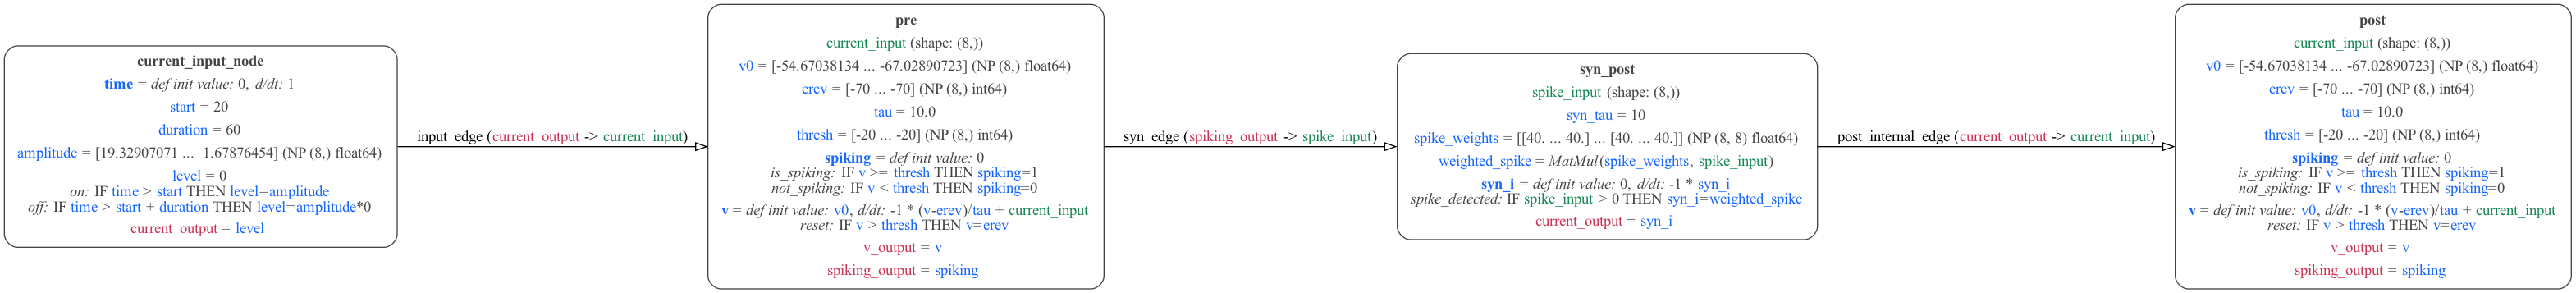 current_input_node
time = def init value: 0, d/dt: 1
start = 20
duration = 60
amplitude = [19.32907071 ... 1.67876454] (NP (8,) float64)
level = 0
on: IF time > start THEN level=amplitude
off: IF time > start + duration THEN level=amplitude*0
current_output = level
input_edge (current_output -> current_input)
pre
current_input (shape: (8,))
v0 = [-54.67038134 ... -67.02890723] (NP (8,) float64)
erev = [-70 ... -70] (NP (8,) int64)
tau = 10.0
thresh = [-20 ... -20] (NP (8,) int64)
spiking = def init value: 0
is_spiking: IF v >= thresh THEN spiking=1
not_spiking: IF v < thresh THEN spiking=0
v = def init value: v0, d/dt: -1 * (v-erev)/tau + current_input
reset: IF v > thresh THEN v=erev
v_output = v
spiking_output = spiking
syn_edge (spiking_output -> spike_input)
syn_post
spike_input (shape: (8,))
syn_tau = 10
spike_weights = [[40. ... 40.] ... [40. ... 40.]] (NP (8, 8) float64)
weighted_spike = MatMul(spike_weights, spike_input)
syn_i = def init value: 0, d/dt: -1 * syn_i
spike_detected: IF spike_input > 0 THEN syn_i=weighted_spike
current_output = syn_i
post_internal_edge (current_output -> current_input)
post
current_input (shape: (8,))
v0 = [-54.67038134 ... -67.02890723] (NP (8,) float64)
erev = [-70 ... -70] (NP (8,) int64)
tau = 10.0
thresh = [-20 ... -20] (NP (8,) int64)
spiking = def init value: 0
is_spiking: IF v >= thresh THEN spiking=1
not_spiking: IF v < thresh THEN spiking=0
v = def init value: v0, d/dt: -1 * (v-erev)/tau + current_input
reset: IF v > thresh THEN v=erev
v_output = v
spiking_output = spiking